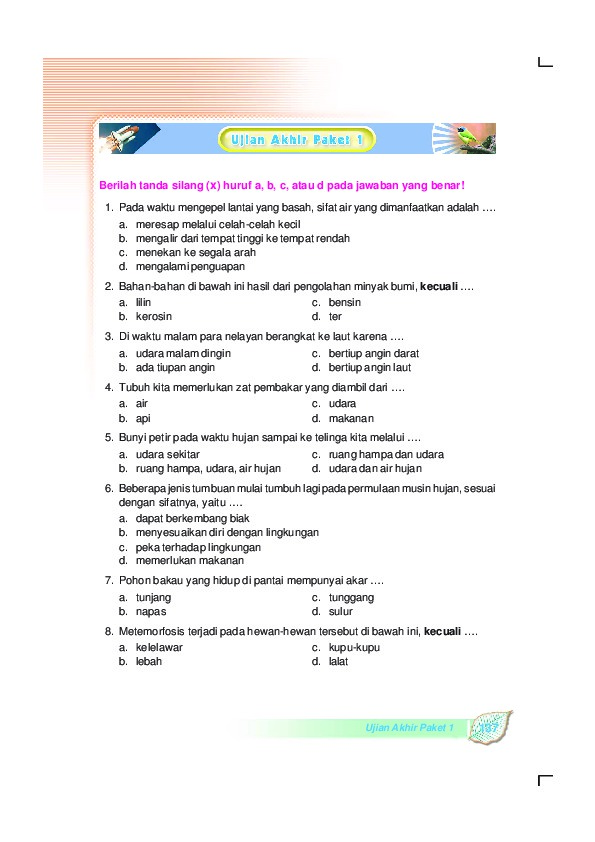 Ujian Akhir Paket 1
Berilah tanda silang (x) huruf a, b, c, atau d pada jawaban yang benar!
1. Pada waktu mengepel lantai yang basah, sifat air yang dimanfaatkan adalah ....
a. meresap melalui celah-celah kecil
b. mengalir dari tempat tinggi ke tempat rendah
c. menekan ke segala arah
d. mengalami penguapan
2. Bahan-bahan di bawah ini hasil dari pengolahan minyak bumi, kecuali ....
a. lilin c. bensin
b. kerosin d. ter
3. Di waktu malam para nelayan berangkat ke laut karena ....
a. udara malam dingin c. bertiup angin darat
b. ada tiupan angin d. bertiup angin laut
4. Tubuh kita memerlukan zat pembakar yang diambil dari ....
a. air c. udara
b. api d. makanan
5. Bunyi petir pada waktu hujan sampai ke telinga kita melalui ....
a. udara sekitar c. ruang hampa dan udara
b. ruang hampa, udara, air hujan d. udara dan air hujan
6. Beberapa jenis tumbuan mulai tumbuh lagi pada permulaan musin hujan, sesuai
dengan sifatnya, yaitu ....
a. dapat berkembang biak
b. menyesuaikan diri dengan lingkungan
c. peka terhadap lingkungan
d. memerlukan makanan
7. Pohon bakau yang hidup di pantai mempunyai akar ....
a. tunjang c. tunggang
b. napas d. sulur
8. Metemorfosis terjadi pada hewan-hewan tersebut di bawah ini, kecuali ....
a. kelelawar c. kupu-kupu
b. lebah d. lalat
Ujian Akhir Paket 1 137